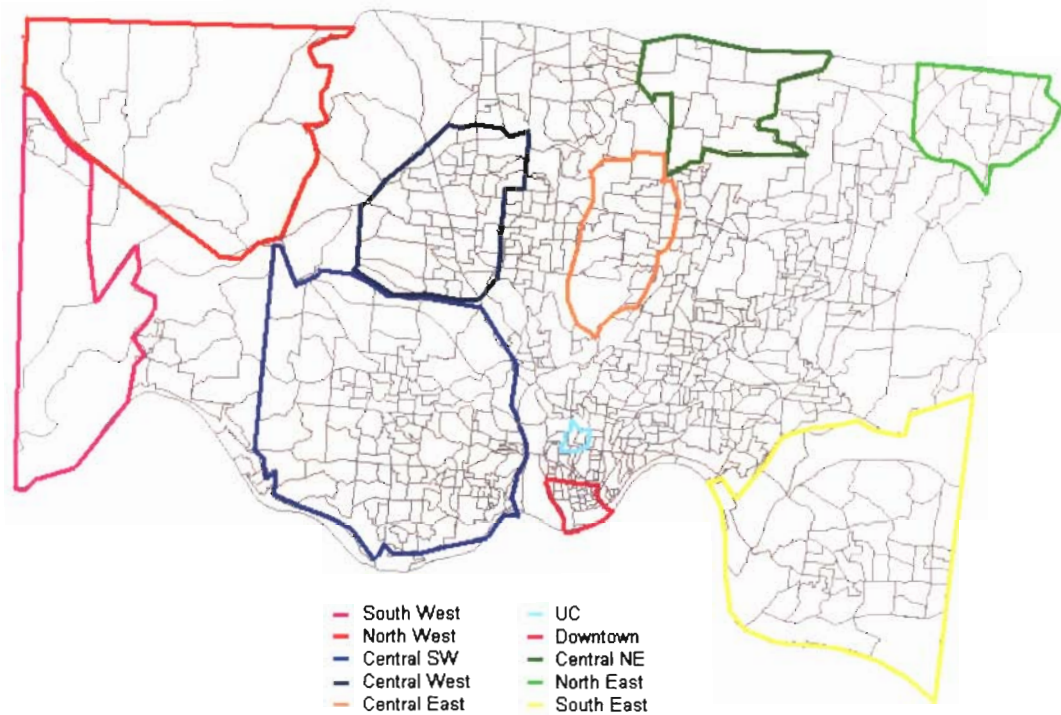 South West
North West
Central SW
Central West
Central East
UC
Downtown
Central NE
North East
South East